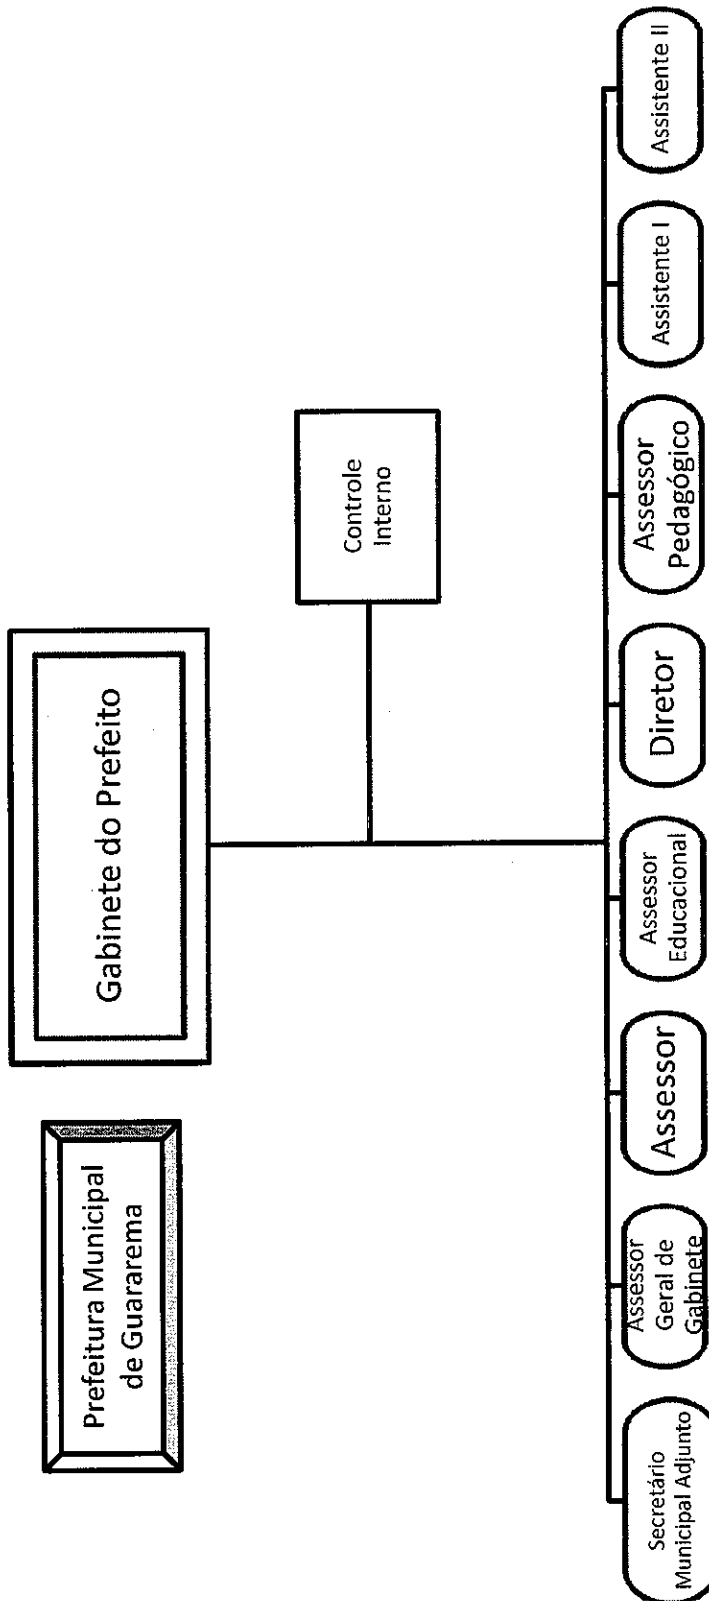 Prefeitura Municipal
de Guararema
Gabinete do Prefeito
Controle
Interno
Secretário
Municipal Adjunto
Assessor
Geral de
Gabinete
Assessor
Assessor
Educacional
Diretor
Assessor
Pedagógico
Assistente I
Assistente II